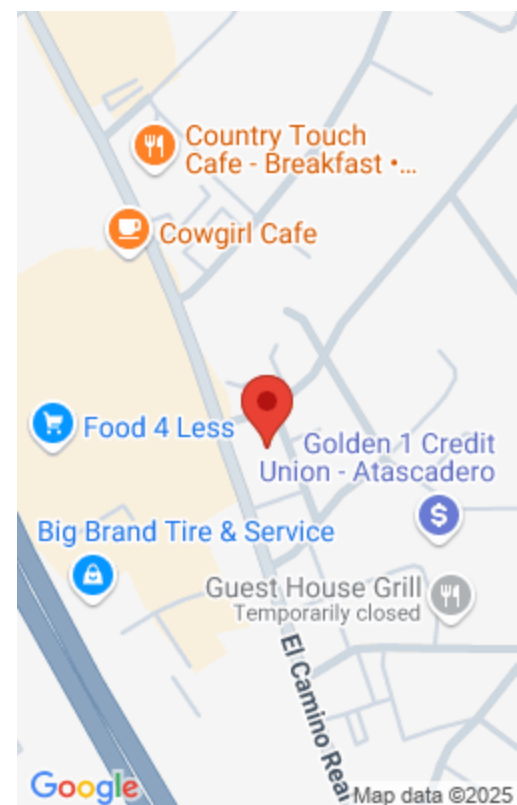 Country Touch
Cafe - Breakfast •...
Cowgirl Cafe
Food 4 Less
Golden 1 Credit
Union - Atascadero
Big Brand Tire & Service
Guest House Grill
Temporarily closed
El Camino Real
Google
Map data ©2025